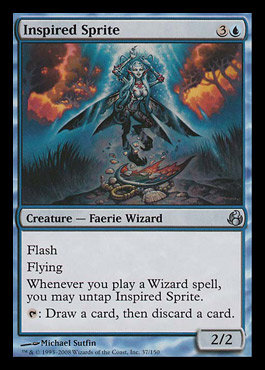 Inspired Sprite 3
Creature — Faerie Wizard
Flash
Flying
Whenever you play a Wizard spell,
you may untap Inspired Sprite.
: Draw a card, then discard a card.
Michael Sutfin
™ & © 1993-2008 Wizards of the Coast, Inc. 37/150
2/2